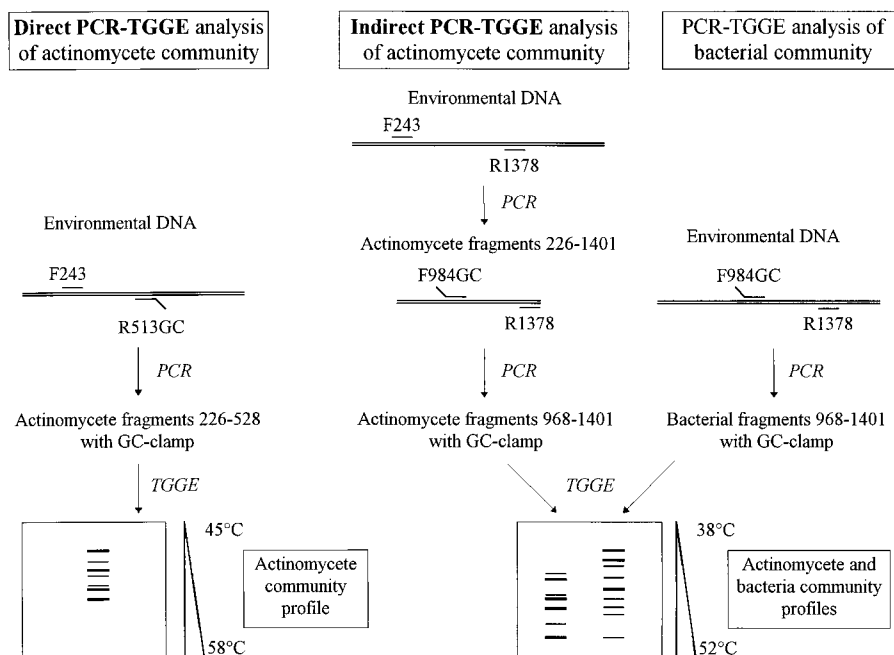 Direct PCR-TGGE analysis
of actinomycete community
Indirect PCR-TGGE analysis
of actinomycete community
PCR-TGGE analysis of
bacterial community
Environmental DNA
F243
R1378
PCR
Actinomycete fragments 226-1401
Environmental DNA
F243
R513GC
PCR
Actinomycete fragments 226-528
with GC-clamp
TGGE
F984GC
R1378
PCR
Actinomycete fragments 968-1401
with GC-clamp
Environmental DNA
F984GC
R1378
PCR
Bacterial fragments 968-1401
with GC-clamp
TGGE
45°C
58°C
Actinomycete
community
profile
38°C
52°C
Actinomycete and
bacteria community
profiles